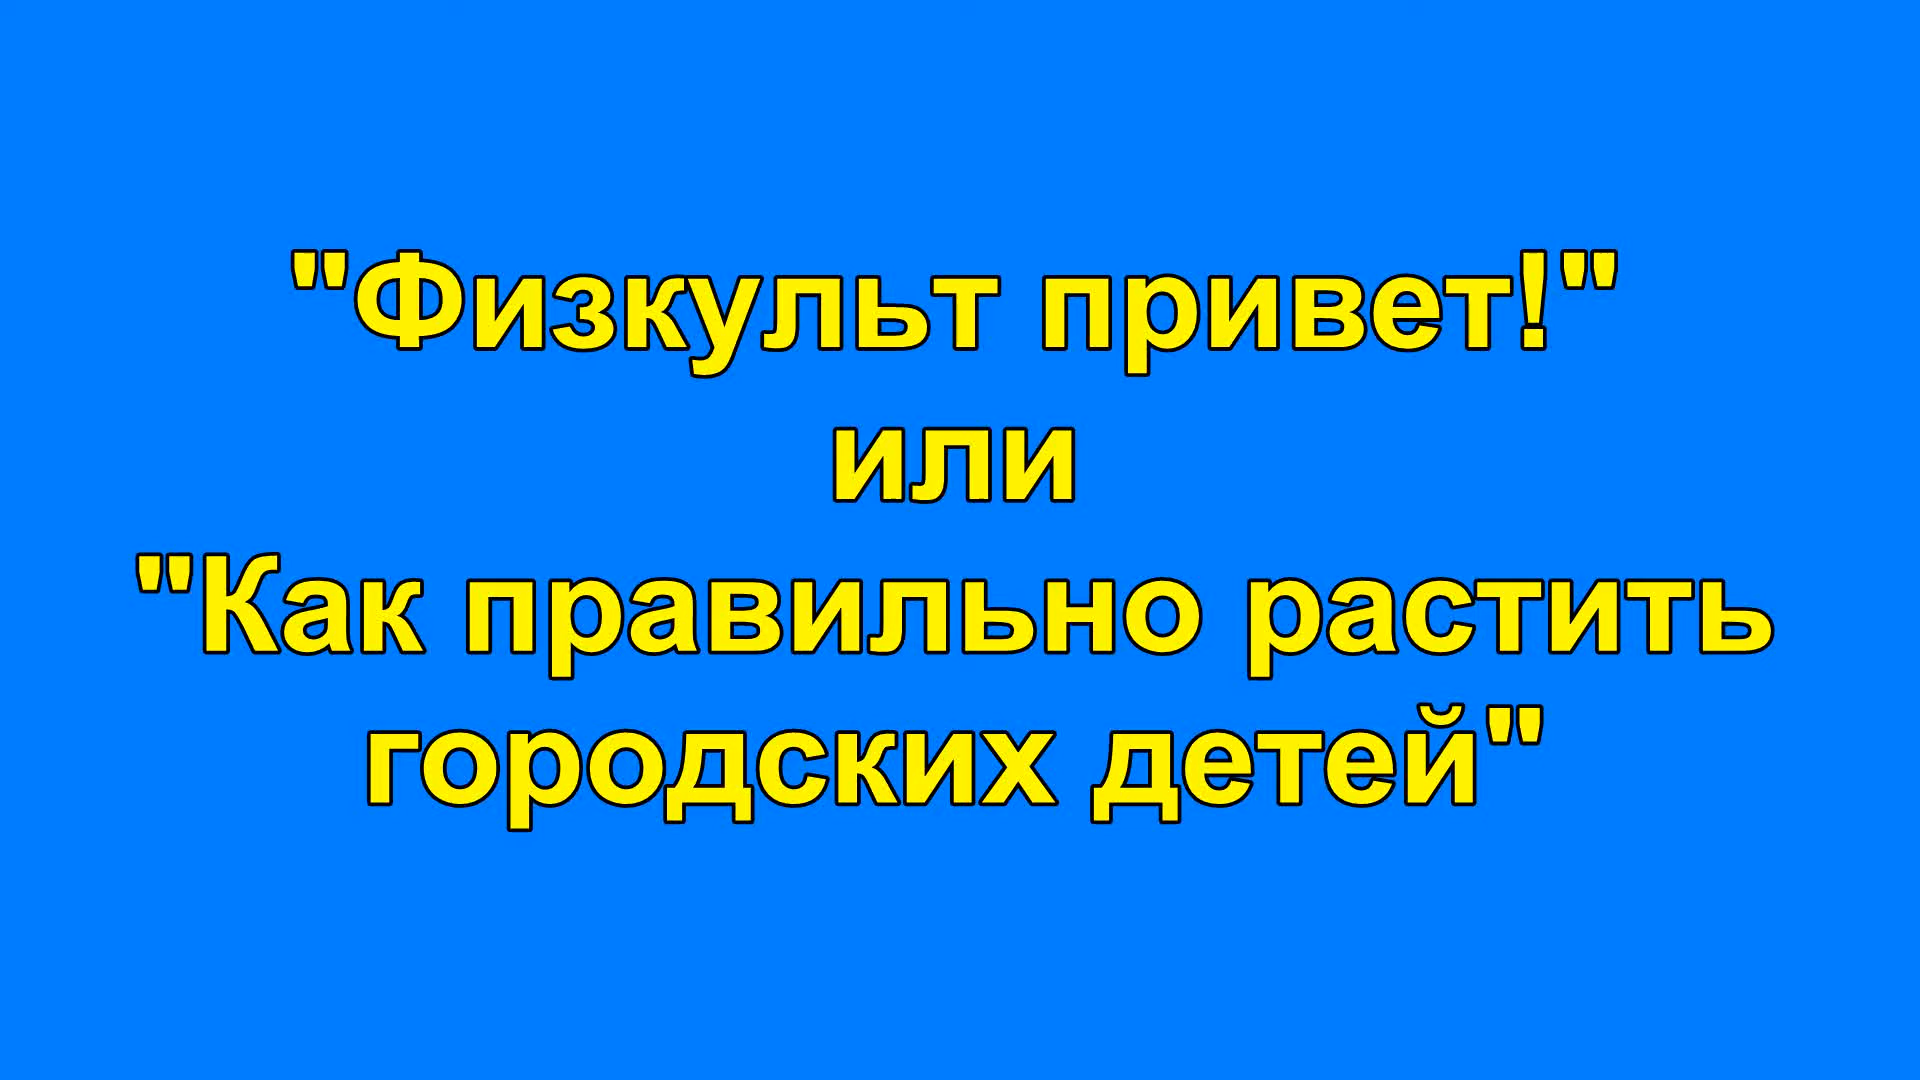 "Физкульт привет!"
или
"Как правильно растить
городских детей"